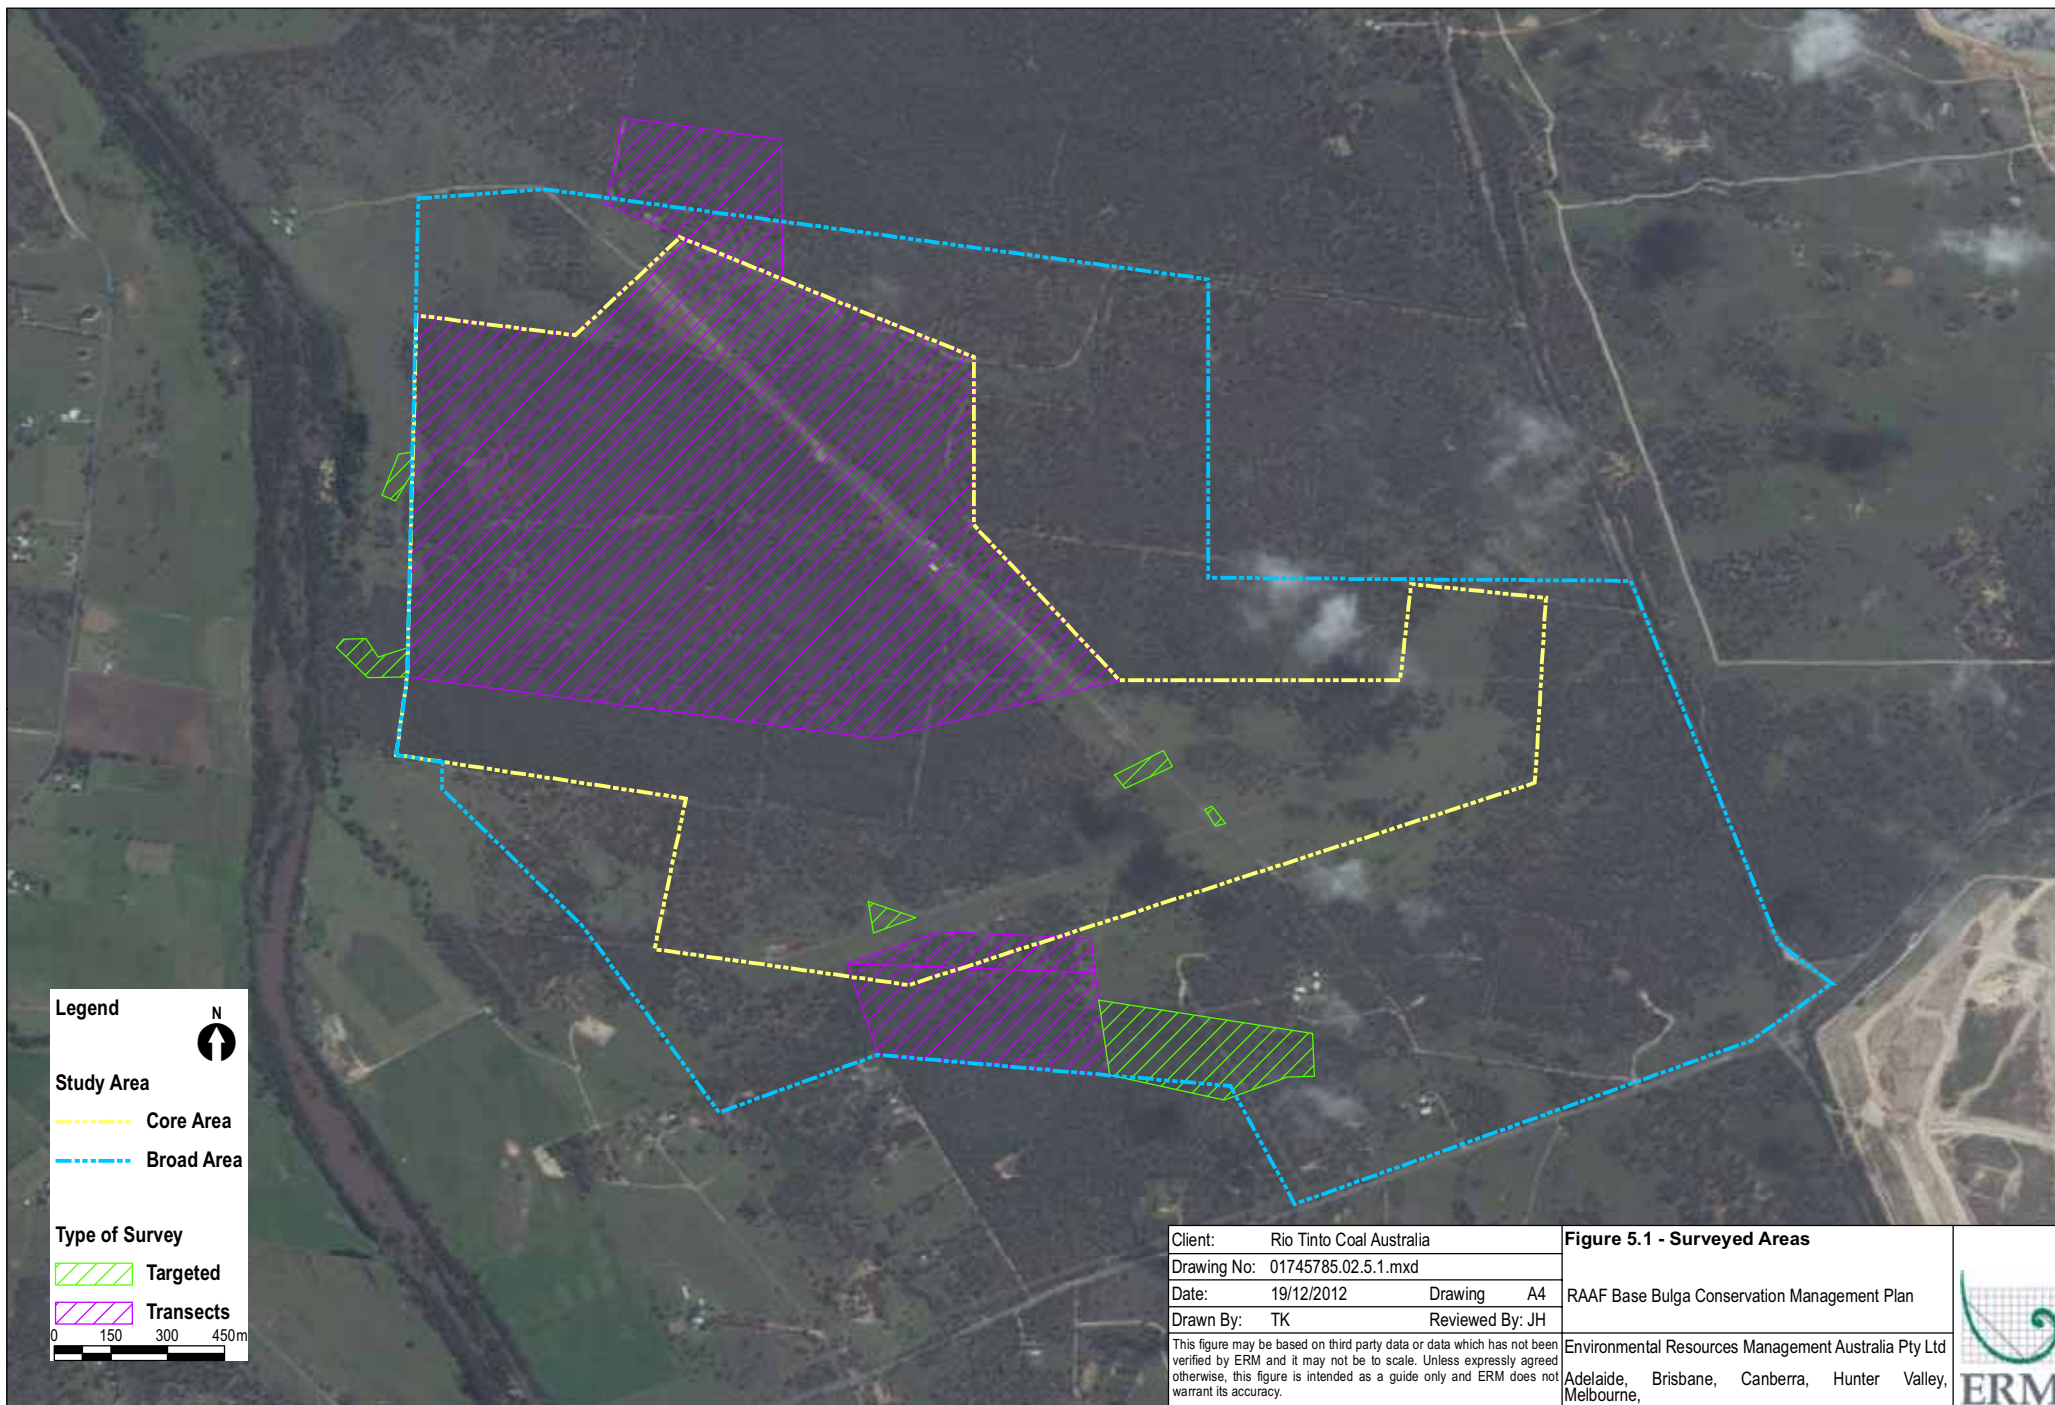 Legend
N
Study Area
Core Area
Broad Area
Type of Survey
Targeted
Transects
0 150 300 450m
Client: Rio Tinto Coal Australia
Drawing No: 01745785.02.5.1.mxd
Date: 19/12/2012 Drawing A4
Drawn By: TK Reviewed By: JH
This figure may be based on third party data or data which has not been
verified by ERM and it may not be to scale. Unless expressly agreed
otherwise, this figure is intended as a guide only and ERM does not
warrant its accuracy.
Figure 5.1 - Surveyed Areas
RAAF Base Bulga Conservation Management Plan
Environmental Resources Management Australia Pty Ltd
Adelaide, Brisbane, Canberra, Hunter Valley,
Melbourne,
ERM